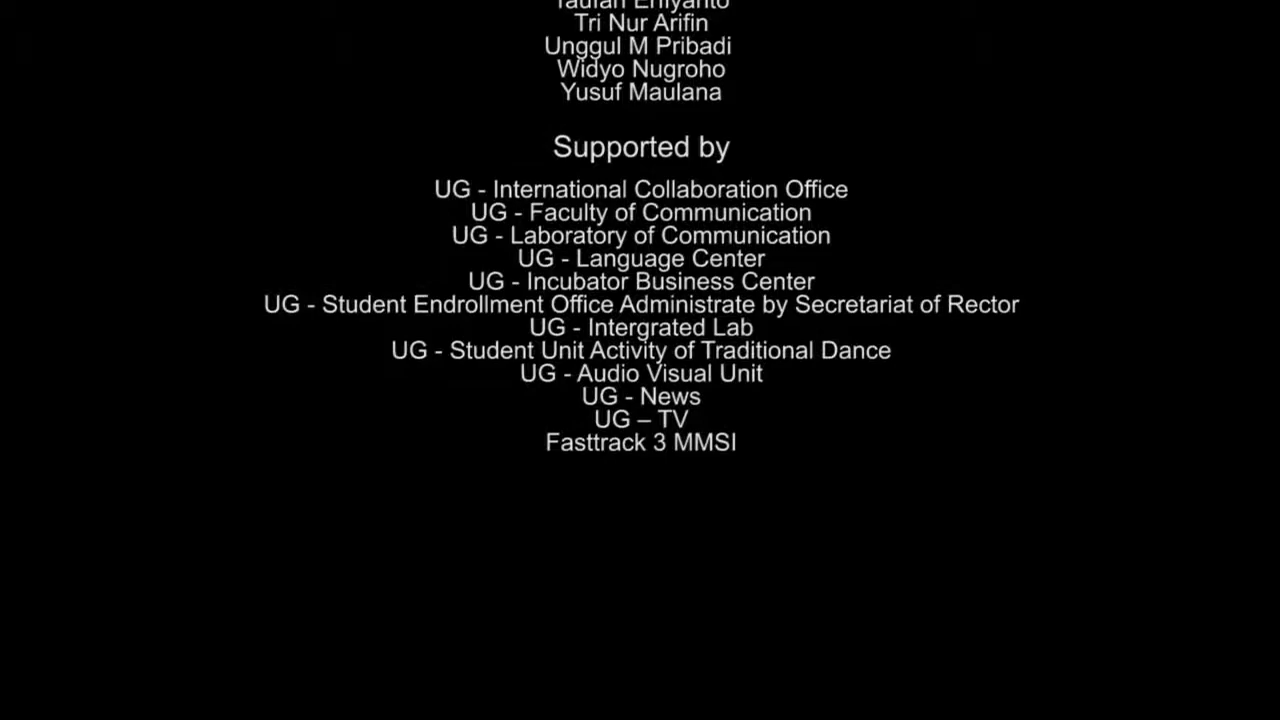 Tri Nur Arifin
Unggul M Pribadi
Widyo Nugroho
Yusuf Maulana
Supported by
UG - International Collaboration Office
UG - Faculty of Communication
UG - Laboratory of Communication
UG - Language Center
UG - Incubator Business Center
UG - Student Endrollment Office Administrate by Secretariat of Rector
UG - Intergrated Lab
UG - Student Unit Activity of Traditional Dance
UG - Audio Visual Unit
UG - News
UG – TV
Fasttrack 3 MMSI